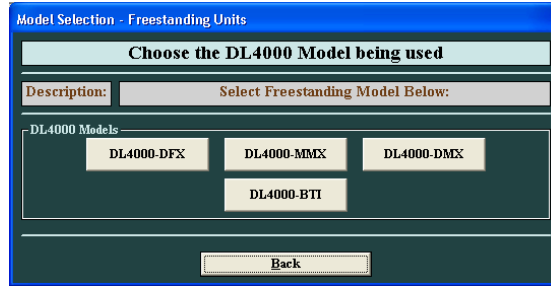 Model Selection - Freestanding Units
Choose the DL4000 Model being used
Description: Select Freestanding Model Below:
DL4000 Models
DL4000-DFX DL4000-MMX DL4000-DMX
DL4000-BTI
Back